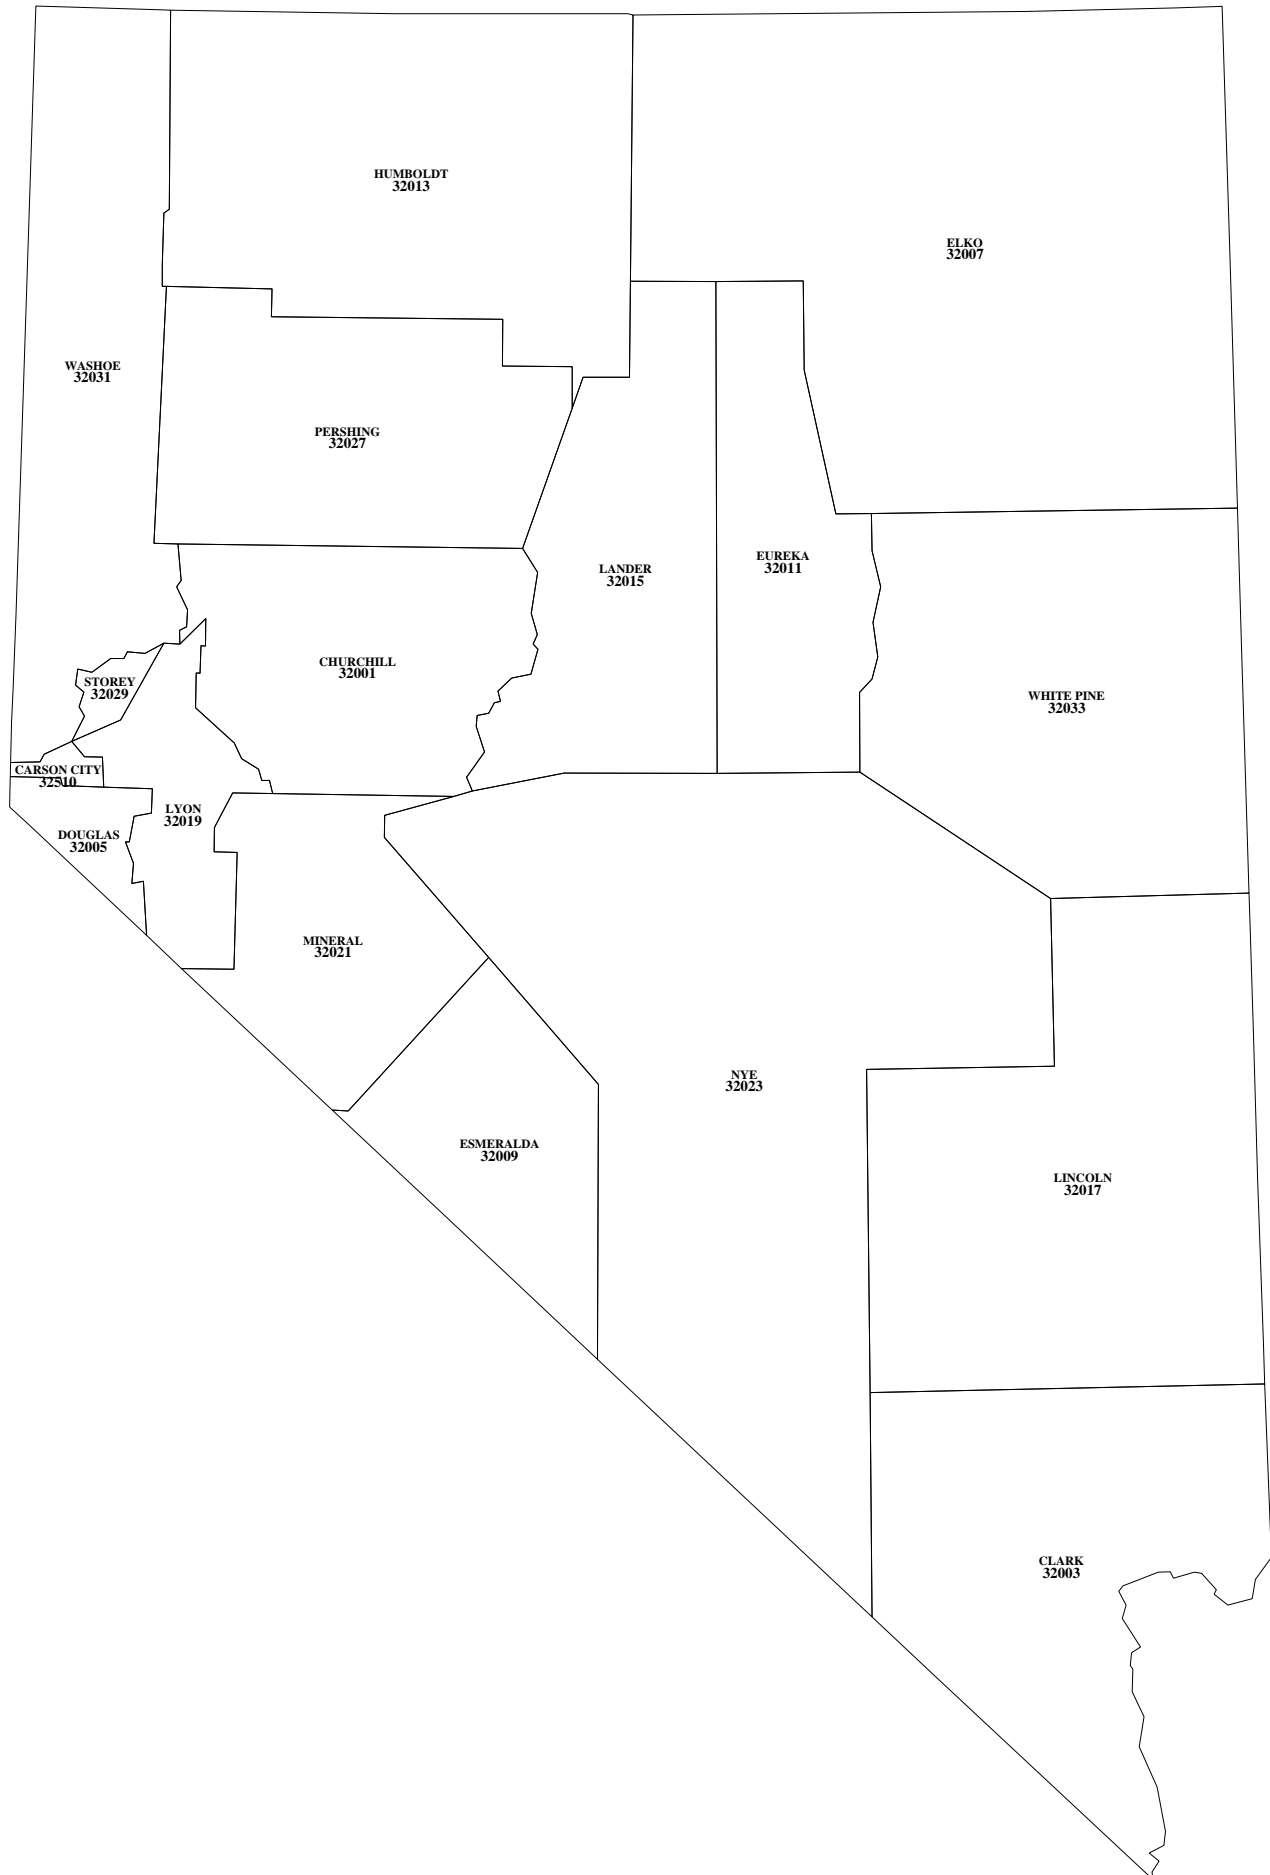 HUMBOLDT
32013
ELKO
32007
WASHOE
32031
PERSHING
32027
EUREKA
32011
LANDER
32015
CHURCHILL
32001
STOREY
32029
WHITE PINE
32033
CARSON CITY
32510
LYON
32019
DOUGLAS
32005
MINERAL
32021
NYE
32023
ESMERALDA
32009
LINCOLN
32017
CLARK
32003